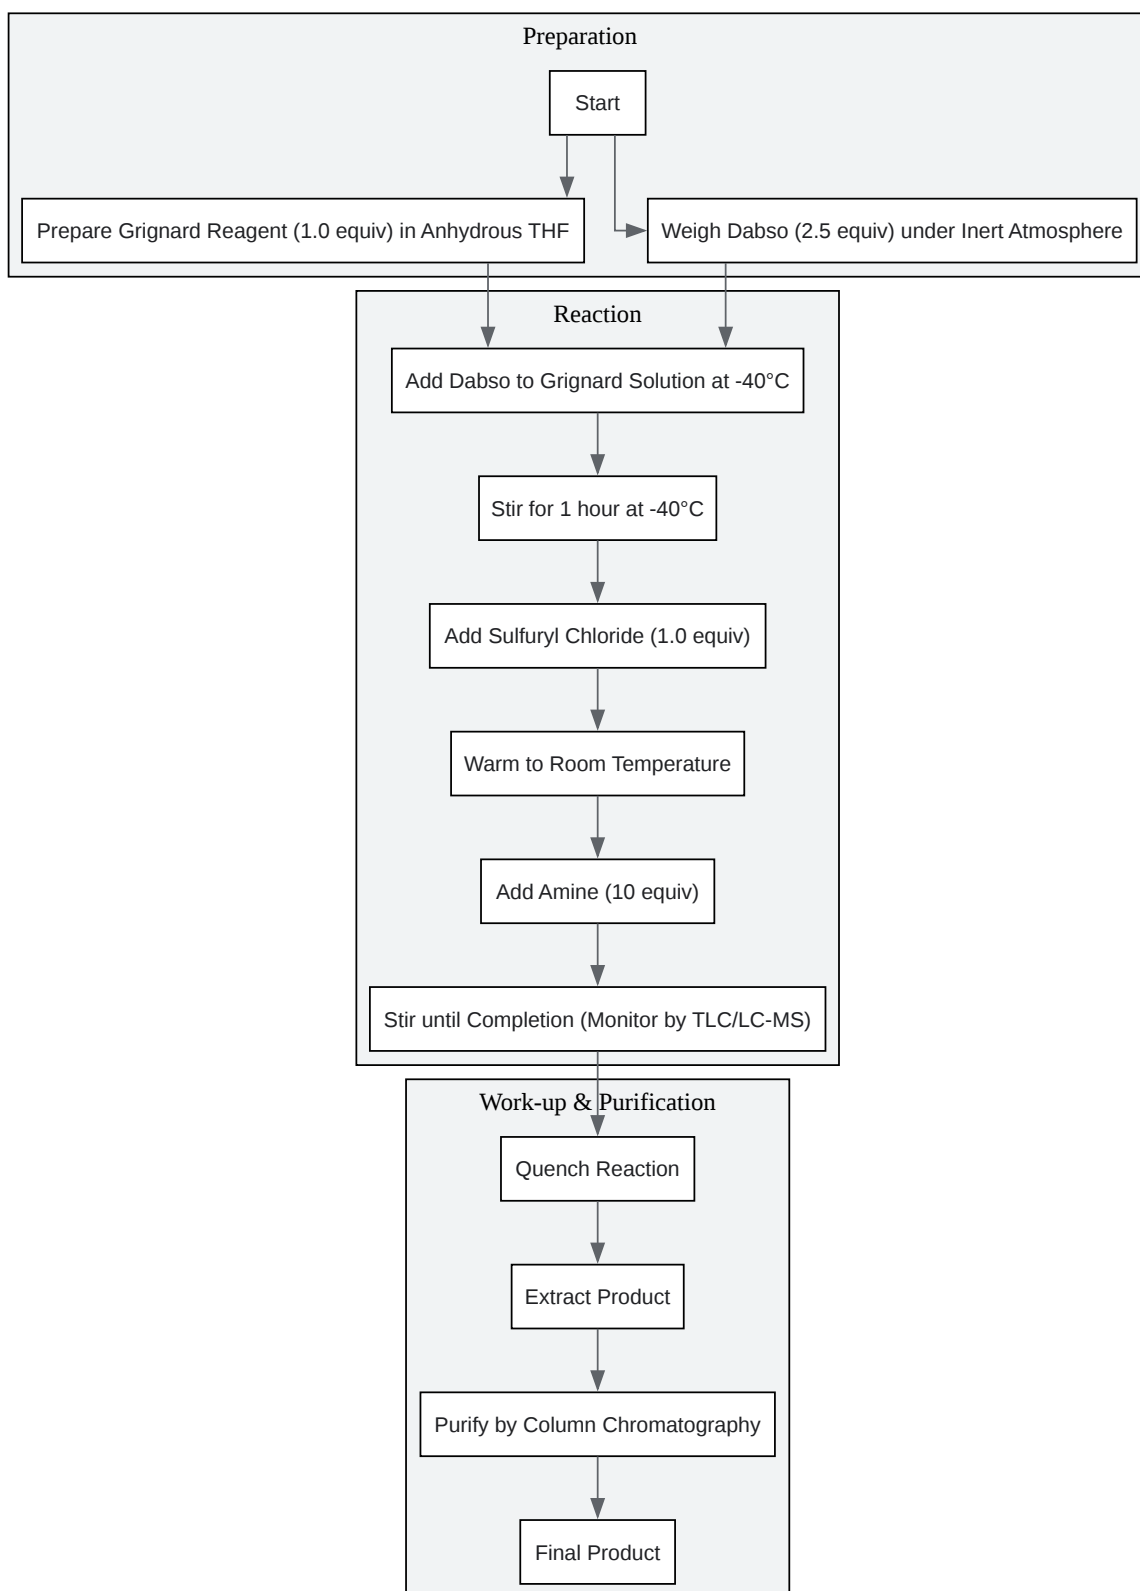 Preparation
Start
Prepare Grignard Reagent (1.0 equiv) in Anhydrous THF
Weigh Dabso (2.5 equiv) under Inert Atmosphere
Reaction
Add Dabso to Grignard Solution at -40°C
Stir for 1 hour at -40°C
Add Sulfuryl Chloride (1.0 equiv)
Warm to Room Temperature
Add Amine (10 equiv)
Stir until Completion (Monitor by TLC/LC-MS)
Work-up & Purification
Quench Reaction
Extract Product
Purify by Column Chromatography
Final Product